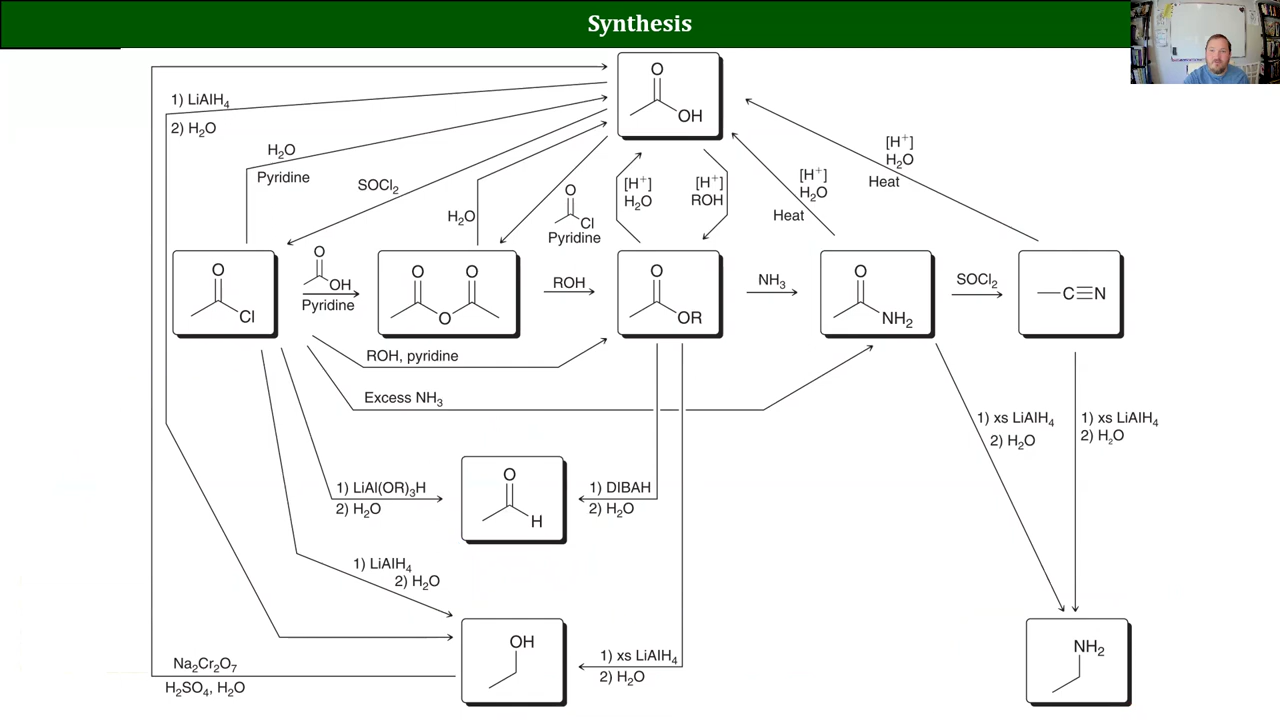 Synthesis
O
OH
1) LiAlH₄
2) H₂O
H₂O
Pyridine
SOCl₂
H₂O
O
Cl
Pyridine
[H⁺]
H₂O
[H⁺]
ROH
[H⁺]
H₂O
Heat
[H⁺]
H₂O
Heat
O
Cl
O
OH
Pyridine
O O
O
ROH
O
OR
NH₃
O
NH₂
SOCl₂
C≡N
ROH, pyridine
Excess NH₃
1) xs LiAlH₄
2) H₂O
1) xs LiAlH₄
2) H₂O
1) LiAl(OR)₃H
2) H₂O
O
H
1) DIBAH
2) H₂O
1) LiAlH₄
2) H₂O
OH
1) xs LiAlH₄
2) H₂O
NH₂
Na₂Cr₂O₇
H₂SO₄, H₂O